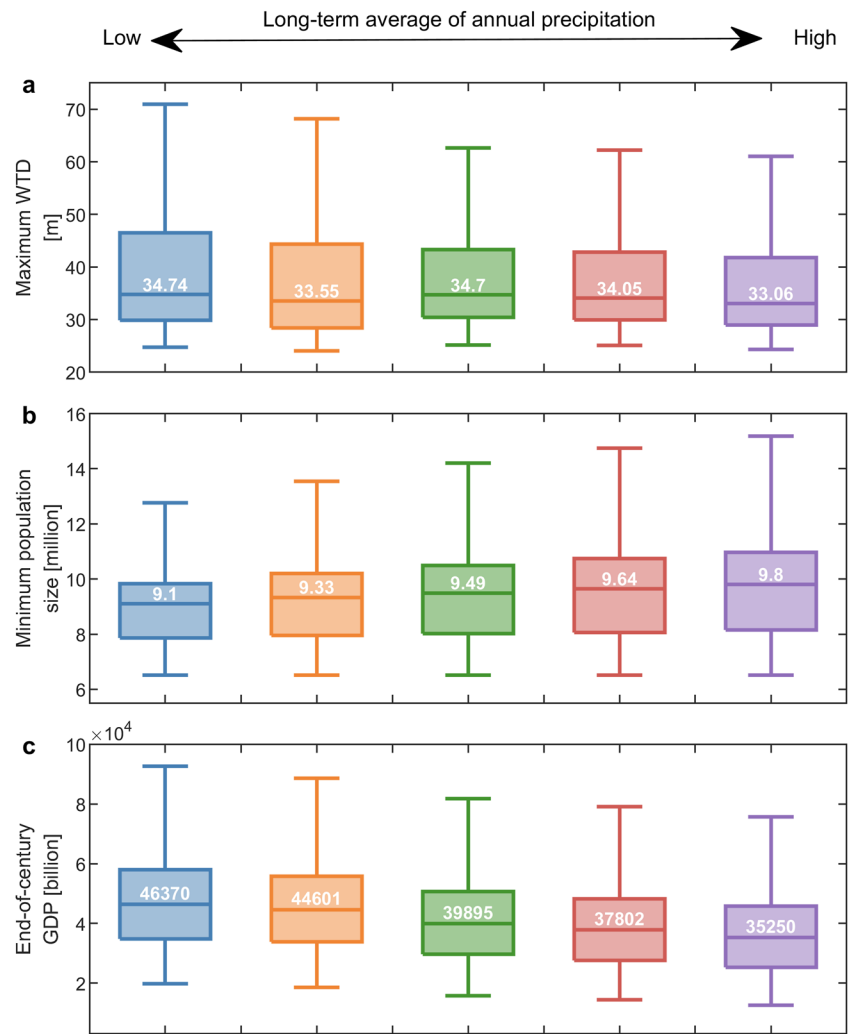 Long-term average of annual precipitation
Low
High
a
Maximum WTD
[m]
70
60
50
40
30
20
34.74
33.55
34.7
34.05
33.06
b
Minimum population
size [million]
16
14
12
10
8
6
9.1
9.33
9.49
9.64
9.8
c
×10⁴
End-of-century
GDP [billion]
10
8
6
4
2
46370
44601
39895
37802
35250